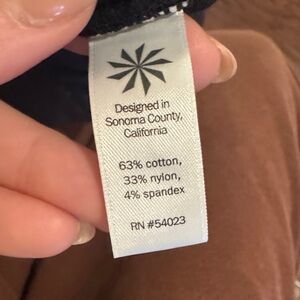 Designed in
Sonoma County,
California
63% cotton,
33% nylon,
4% spandex
RN #54023